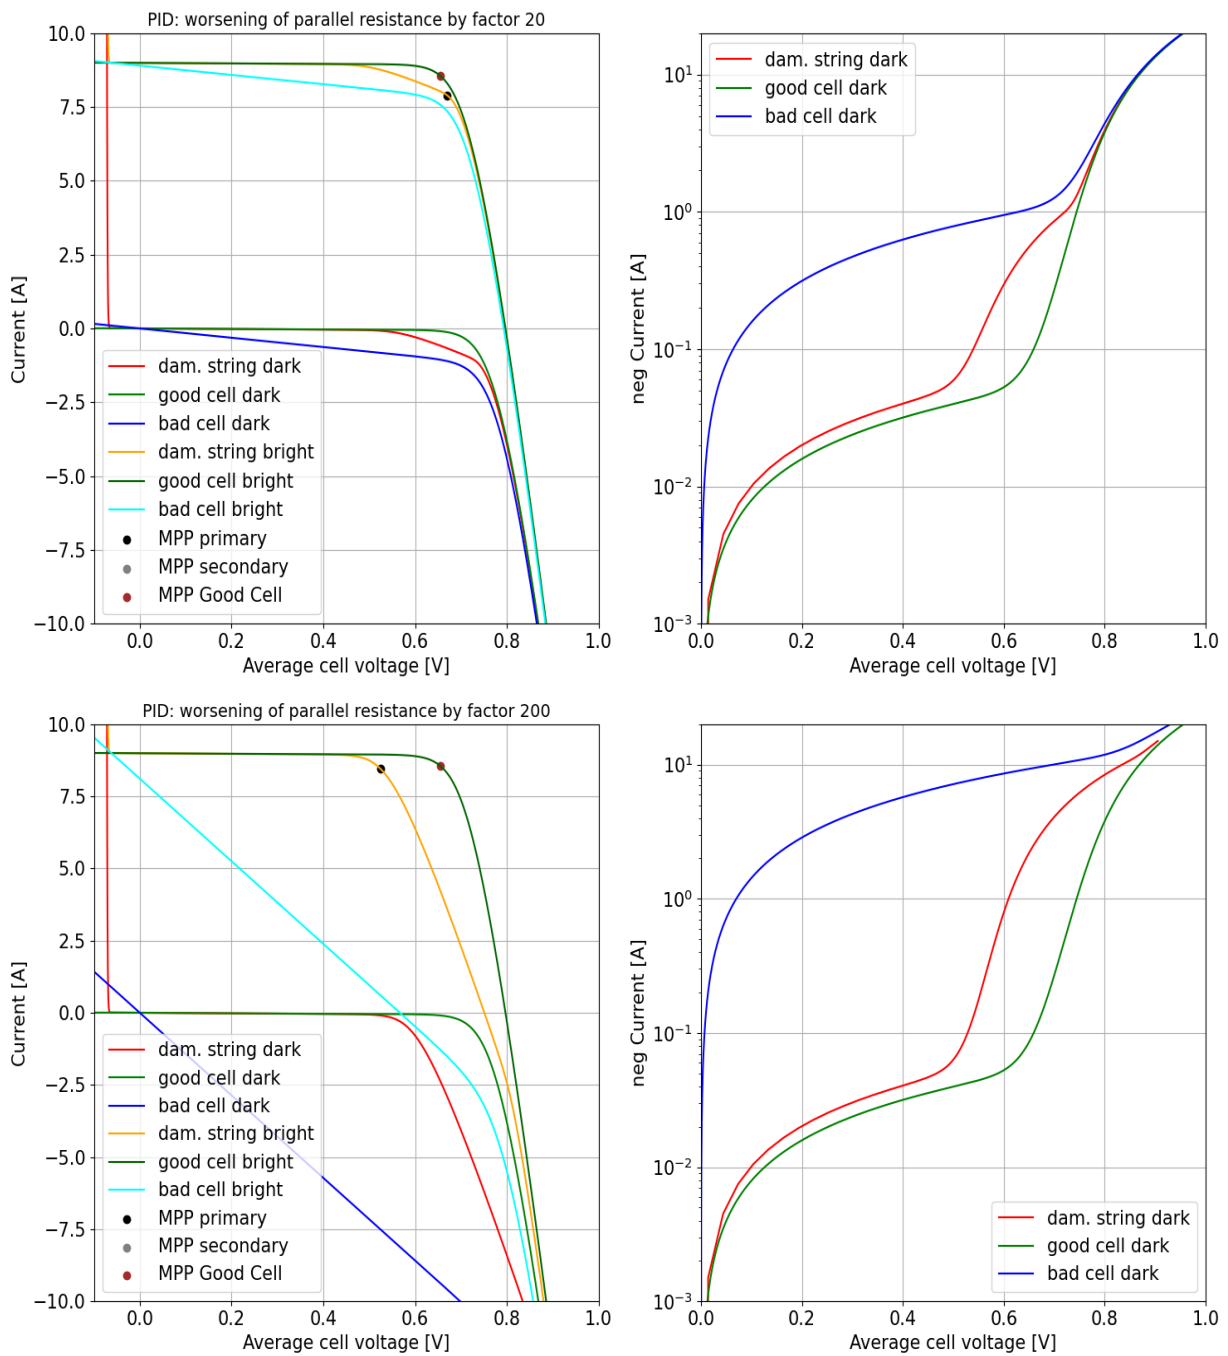 PID: worsening of parallel resistance by factor 20
10.0
7.5
5.0
2.5
0.0
−2.5
−5.0
−7.5
−10.0
Current [A]
dam. string dark
good cell dark
bad cell dark
dam. string bright
good cell bright
bad cell bright
MPP primary
MPP secondary
MPP Good Cell
0.0 0.2 0.4 0.6 0.8 1.0
Average cell voltage [V]
dam. string dark
good cell dark
bad cell dark
10¹
10⁰
10⁻¹
10⁻²
10⁻³
neg Current [A]
0.0 0.2 0.4 0.6 0.8 1.0
Average cell voltage [V]
PID: worsening of parallel resistance by factor 200
10.0
7.5
5.0
2.5
0.0
−2.5
−5.0
−7.5
−10.0
Current [A]
dam. string dark
good cell dark
bad cell dark
dam. string bright
good cell bright
bad cell bright
MPP primary
MPP secondary
MPP Good Cell
0.0 0.2 0.4 0.6 0.8 1.0
Average cell voltage [V]
10¹
10⁰
10⁻¹
10⁻²
10⁻³
neg Current [A]
dam. string dark
good cell dark
bad cell dark
0.0 0.2 0.4 0.6 0.8 1.0
Average cell voltage [V]